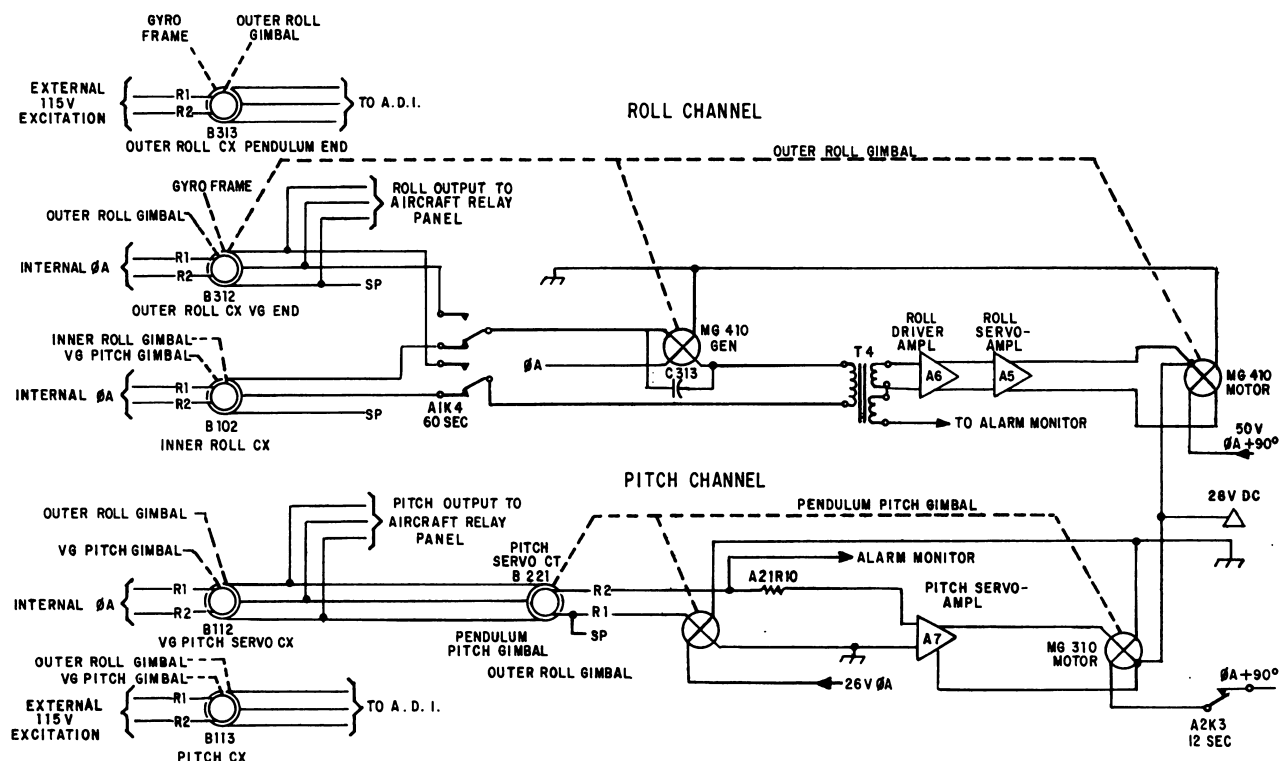 GYRO
FRAME
OUTER ROLL
GIMBAL
EXTERNAL
115V
EXCITATION
R1
R2
TO A.D.I.
B313
OUTER ROLL CX PENDULUM END
ROLL CHANNEL
OUTER ROLL GIMBAL
GYRO FRAME
OUTER ROLL GIMBAL
ROLL OUTPUT TO
AIRCRAFT RELAY
PANEL
INTERNAL ØA
R1
R2
SP
B312
OUTER ROLL CX VG END
INNER ROLL GIMBAL
VG PITCH GIMBAL
INTERNAL ØA
R1
R2
SP
B102
INNER ROLL CX
A1K4
60 SEC
ØA
MG 410
GEN
C313
T4
ROLL
DRIVER
AMPL
A6
ROLL
SERVO-
AMPL
A5
TO ALARM MONITOR
MG 410
MOTOR
50V
ØA+90°
28V DC
PITCH CHANNEL
PENDULUM PITCH GIMBAL
OUTER ROLL GIMBAL
VG PITCH GIMBAL
PITCH OUTPUT TO
AIRCRAFT RELAY
PANEL
INTERNAL ØA
R1
R2
B112
VG PITCH SERVO CX
PITCH
SERVO CT
B 221
R2
R1
SP
PENDULUM
PITCH GIMBAL
OUTER ROLL GIMBAL
ALARM MONITOR
A21R10
PITCH SERVO-
AMPL
A7
26V ØA
MG 310
MOTOR
ØA+90°
A2K3
12 SEC
OUTER ROLL GIMBAL
VG PITCH GIMBAL
EXTERNAL
115V
EXCITATION
R1
R2
TO A.D.I.
B113
PITCH CX